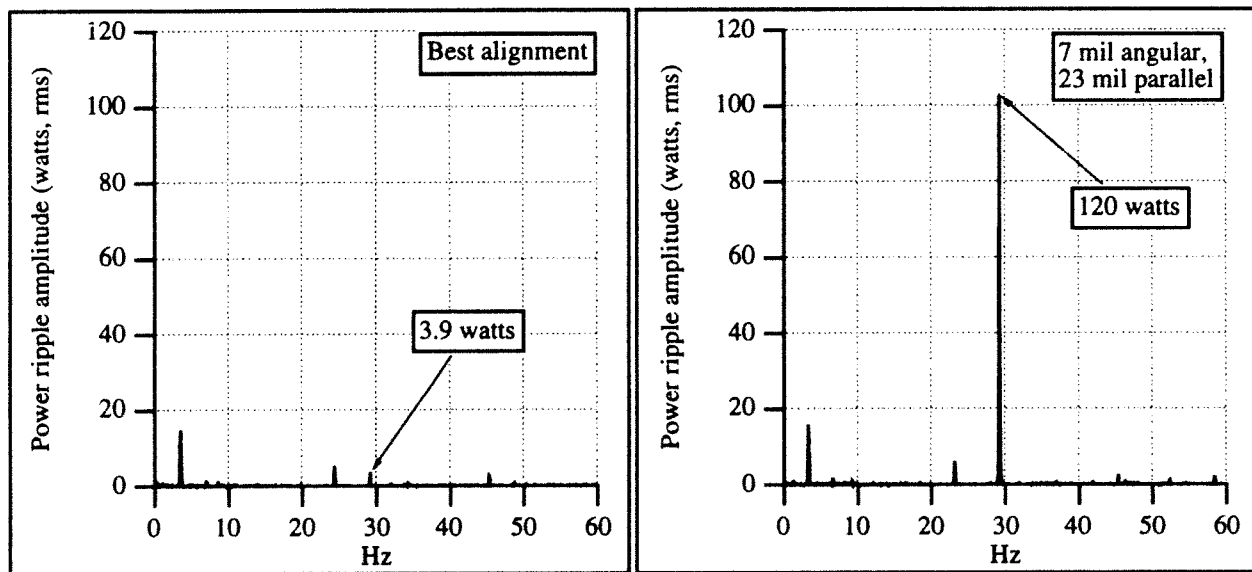 Power ripple amplitude (watts, rms)
120
100
80
60
40
20
0
Best alignment
3.9 watts
0 10 20 30 40 50 60
Hz
Power ripple amplitude (watts, rms)
120
100
80
60
40
20
0
7 mil angular,
23 mil parallel
120 watts
0 10 20 30 40 50 60
Hz